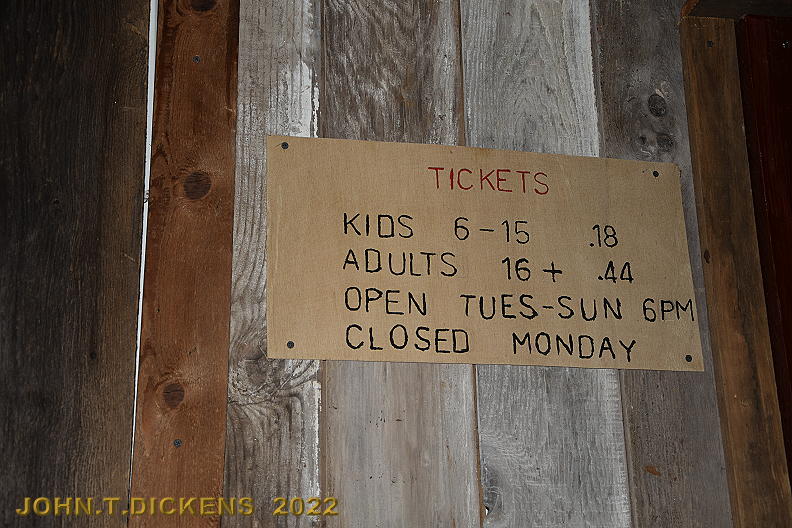 TICKETS
KIDS 6-15 .18
ADULTS 16+ .44
OPEN TUES-SUN 6PM
CLOSED MONDAY
JOHN.T.DICKENS 2022